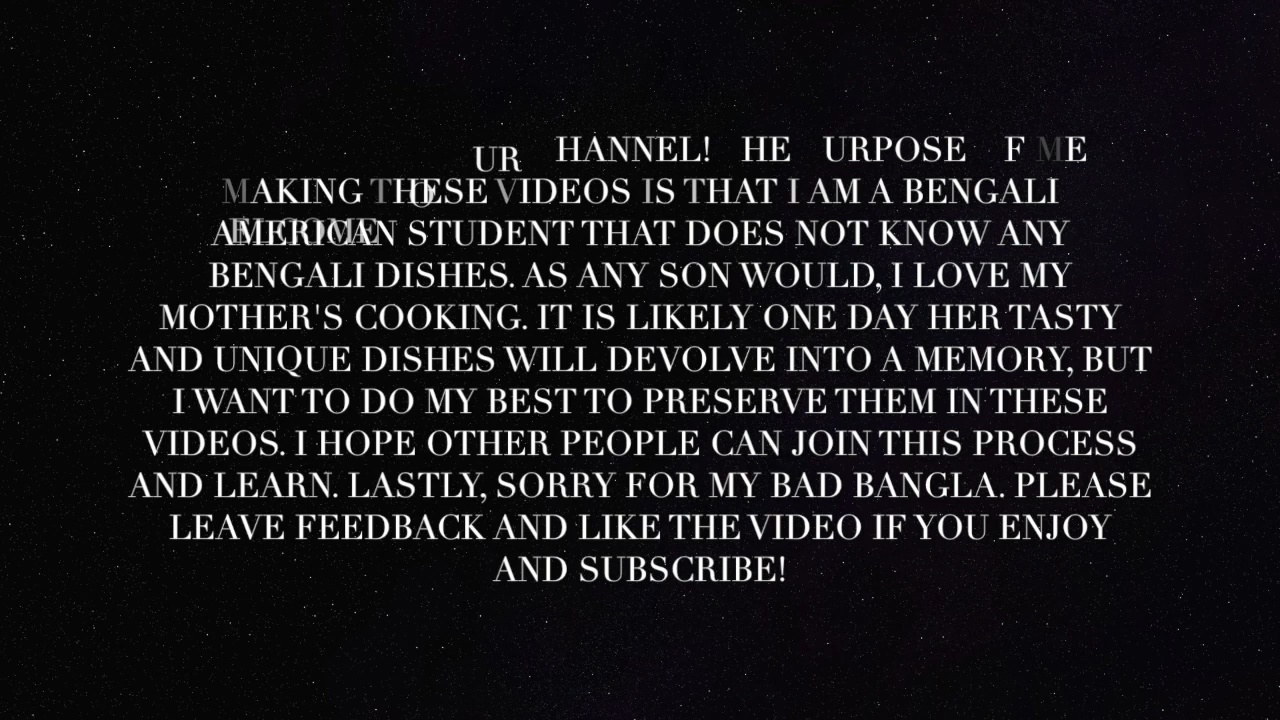 UR HANNEL! HE URPOSE F ME
MAKING THESE VIDEOS IS THAT I AM A BENGALI
AMERICAN STUDENT THAT DOES NOT KNOW ANY
BENGALI DISHES. AS ANY SON WOULD, I LOVE MY
MOTHER'S COOKING. IT IS LIKELY ONE DAY HER TASTY
AND UNIQUE DISHES WILL DEVOLVE INTO A MEMORY, BUT
I WANT TO DO MY BEST TO PRESERVE THEM IN THESE
VIDEOS. I HOPE OTHER PEOPLE CAN JOIN THIS PROCESS
AND LEARN. LASTLY, SORRY FOR MY BAD BANGLA. PLEASE
LEAVE FEEDBACK AND LIKE THE VIDEO IF YOU ENJOY
AND SUBSCRIBE!